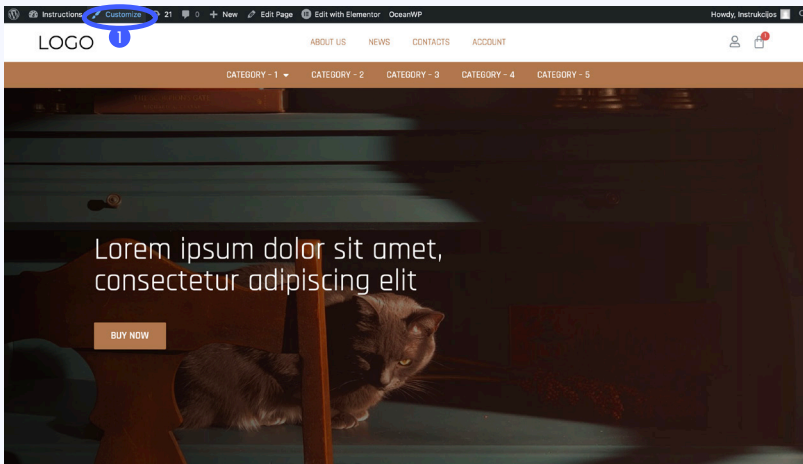 Instructions Customize 21 0 + New Edit Page Edit with Elementor OceanWP Howdy, Instrukcijos
1
LOGO ABOUT US NEWS CONTACTS ACCOUNT 1
CATEGORY - 1 CATEGORY - 2 CATEGORY - 3 CATEGORY - 4 CATEGORY - 5
Lorem ipsum dolor sit amet,
consectetur adipiscing elit
BUY NOW